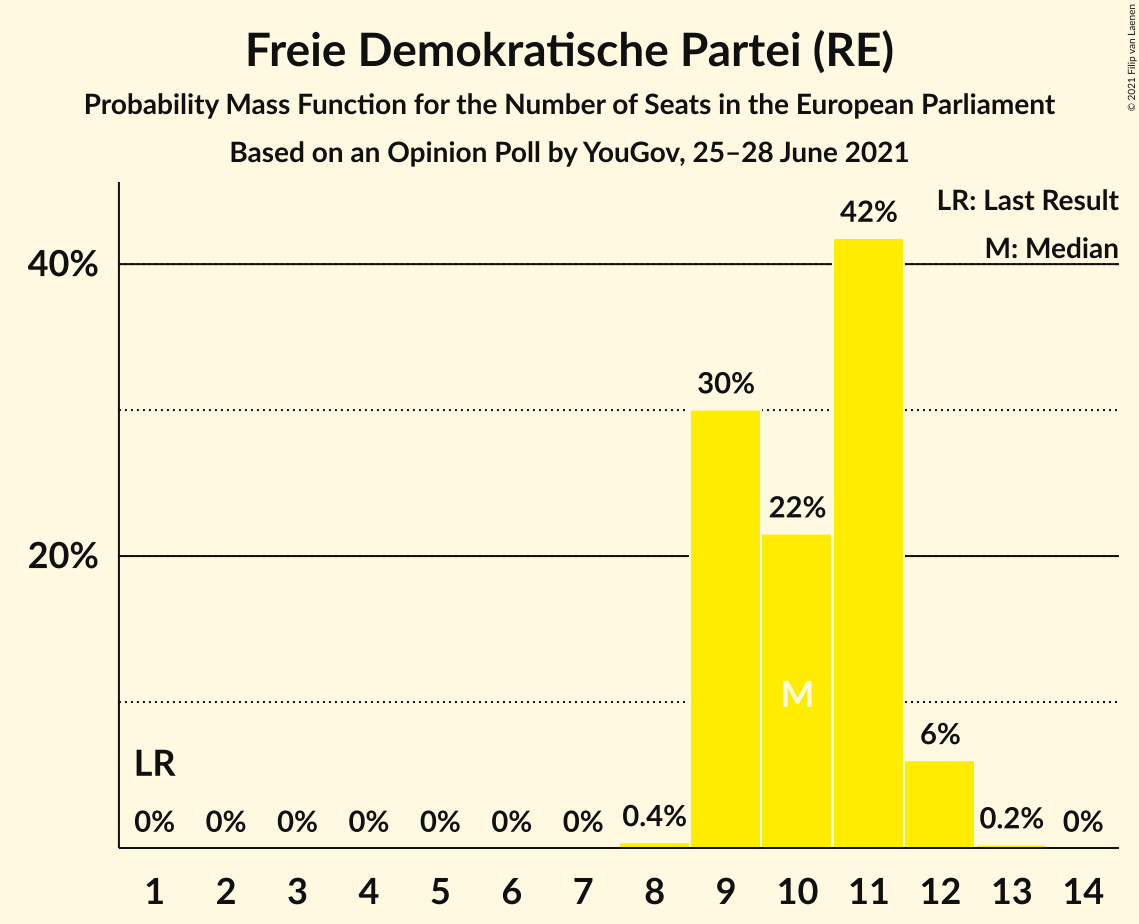 Freie Demokratische Partei (RE)
Probability Mass Function for the Number of Seats in the European Parliament
Based on an Opinion Poll by YouGov, 25–28 June 2021
© 2021 Filip van Laenen
LR: Last Result
M: Median
42%
40%
30%
22%
20%
M
6%
LR
0% 0% 0% 0% 0% 0% 0% 0.4% 0.2% 0%
1 2 3 4 5 6 7 8 9 10 11 12 13 14